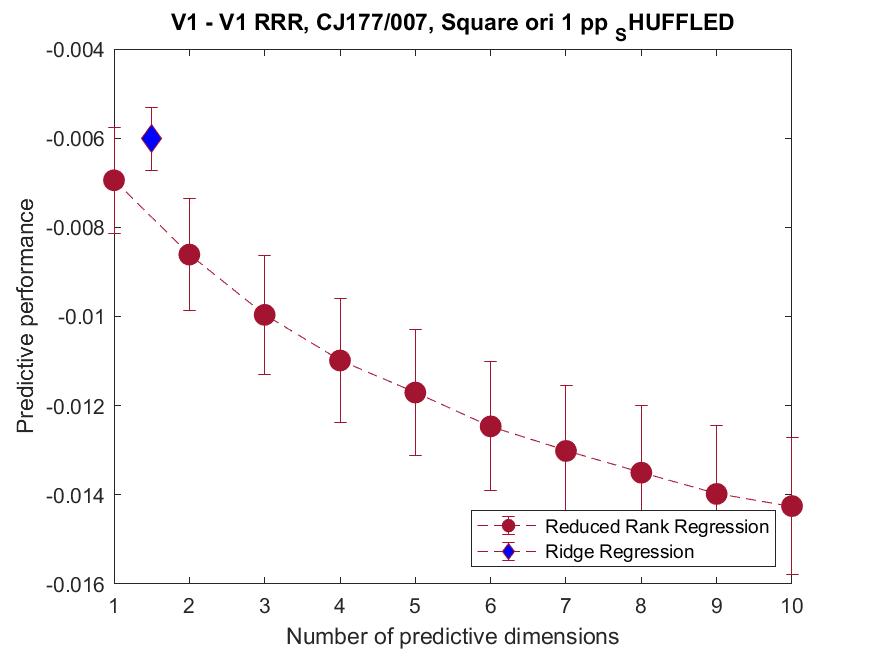 V1 - V1 RRR, CJ177/007, Square ori 1 pp SHUFFLED
-0.004
-0.006
-0.008
-0.01
-0.012
-0.014
-0.016
Predictive performance
Reduced Rank Regression
Ridge Regression
1 2 3 4 5 6 7 8 9 10
Number of predictive dimensions